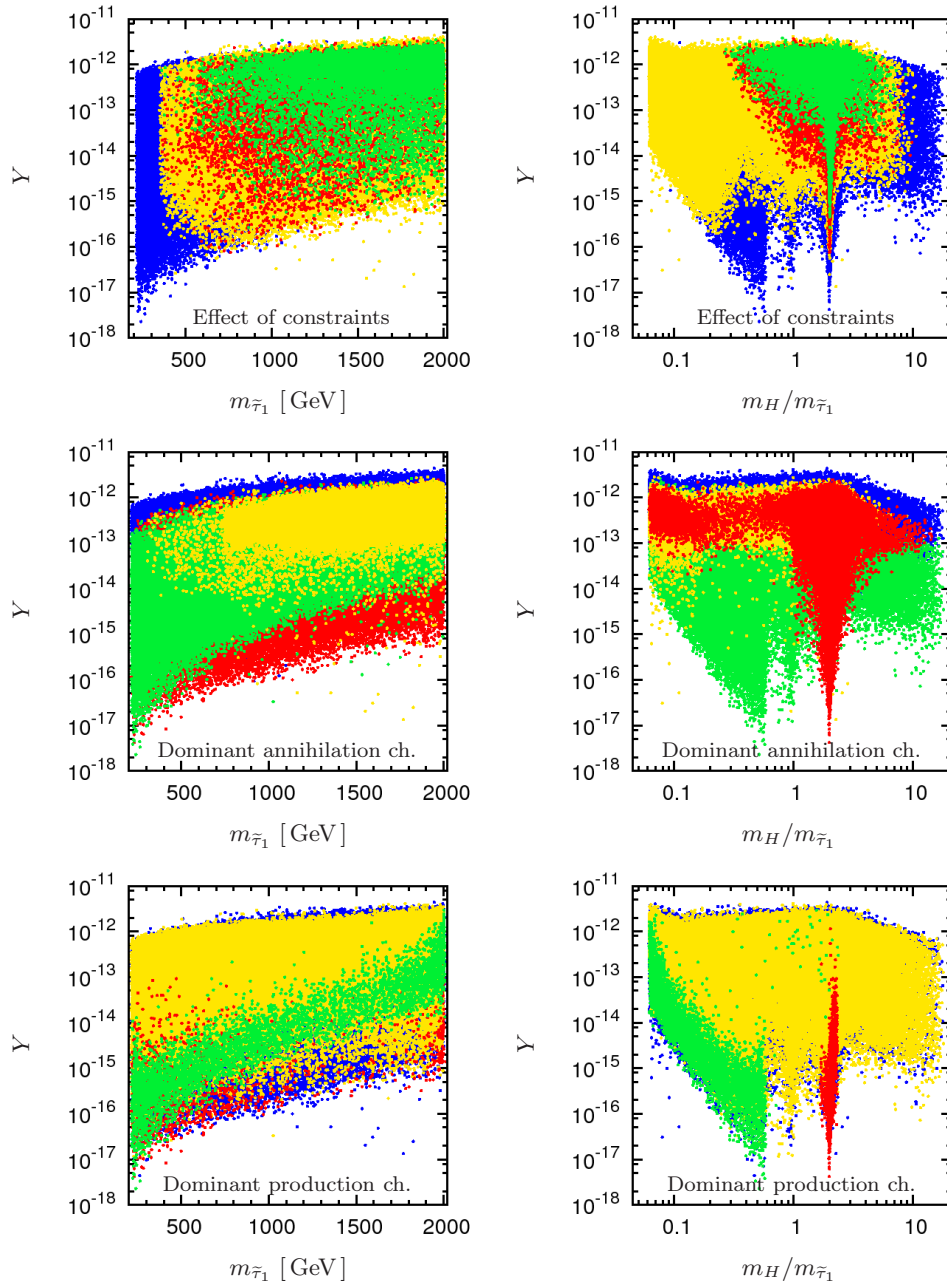 10⁻¹¹
10⁻¹²
10⁻¹³
10⁻¹⁴
10⁻¹⁵
10⁻¹⁶
10⁻¹⁷
10⁻¹⁸
Y
Effect of constraints
500 1000 1500 2000
m_{τ̃₁} [GeV]
10⁻¹¹
10⁻¹²
10⁻¹³
10⁻¹⁴
10⁻¹⁵
10⁻¹⁶
10⁻¹⁷
10⁻¹⁸
Y
Effect of constraints
0.1 1 10
m_H/m_{τ̃₁}
10⁻¹¹
10⁻¹²
10⁻¹³
10⁻¹⁴
10⁻¹⁵
10⁻¹⁶
10⁻¹⁷
10⁻¹⁸
Y
Dominant annihilation ch.
500 1000 1500 2000
m_{τ̃₁} [GeV]
10⁻¹¹
10⁻¹²
10⁻¹³
10⁻¹⁴
10⁻¹⁵
10⁻¹⁶
10⁻¹⁷
10⁻¹⁸
Y
Dominant annihilation ch.
0.1 1 10
m_H/m_{τ̃₁}
10⁻¹¹
10⁻¹²
10⁻¹³
10⁻¹⁴
10⁻¹⁵
10⁻¹⁶
10⁻¹⁷
10⁻¹⁸
Y
Dominant production ch.
500 1000 1500 2000
m_{τ̃₁} [GeV]
10⁻¹¹
10⁻¹²
10⁻¹³
10⁻¹⁴
10⁻¹⁵
10⁻¹⁶
10⁻¹⁷
10⁻¹⁸
Y
Dominant production ch.
0.1 1 10
m_H/m_{τ̃₁}